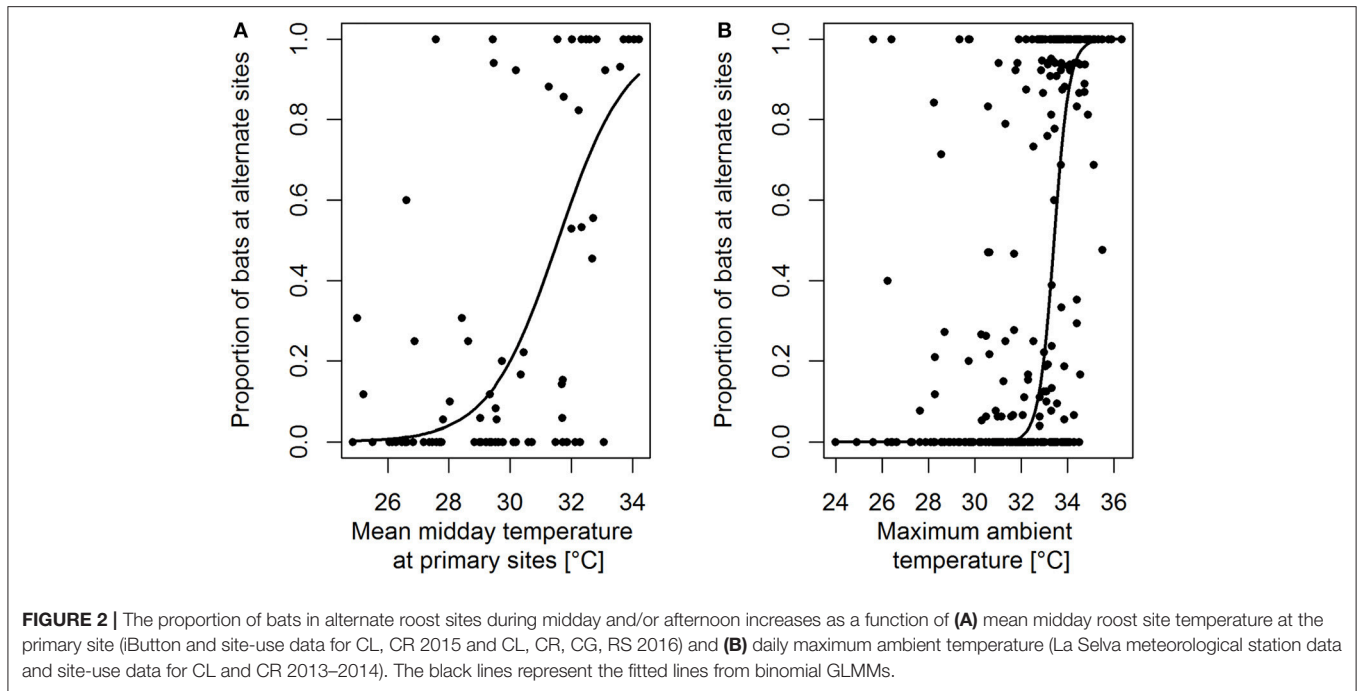 A
Proportion of bats at alternate sites
1.0
0.8
0.6
0.4
0.2
0.0
26 28 30 32 34
Mean midday temperature
at primary sites [°C]
B
Proportion of bats at alternate sites
1.0
0.8
0.6
0.4
0.2
0.0
24 26 28 30 32 34 36
Maximum ambient
temperature [°C]
FIGURE 2 | The proportion of bats in alternate roost sites during midday and/or afternoon increases as a function of (A) mean midday roost site temperature at the
primary site (iButton and site-use data for CL, CR 2015 and CL, CR, CG, RS 2016) and (B) daily maximum ambient temperature (La Selva meteorological station data
and site-use data for CL and CR 2013–2014). The black lines represent the fitted lines from binomial GLMMs.